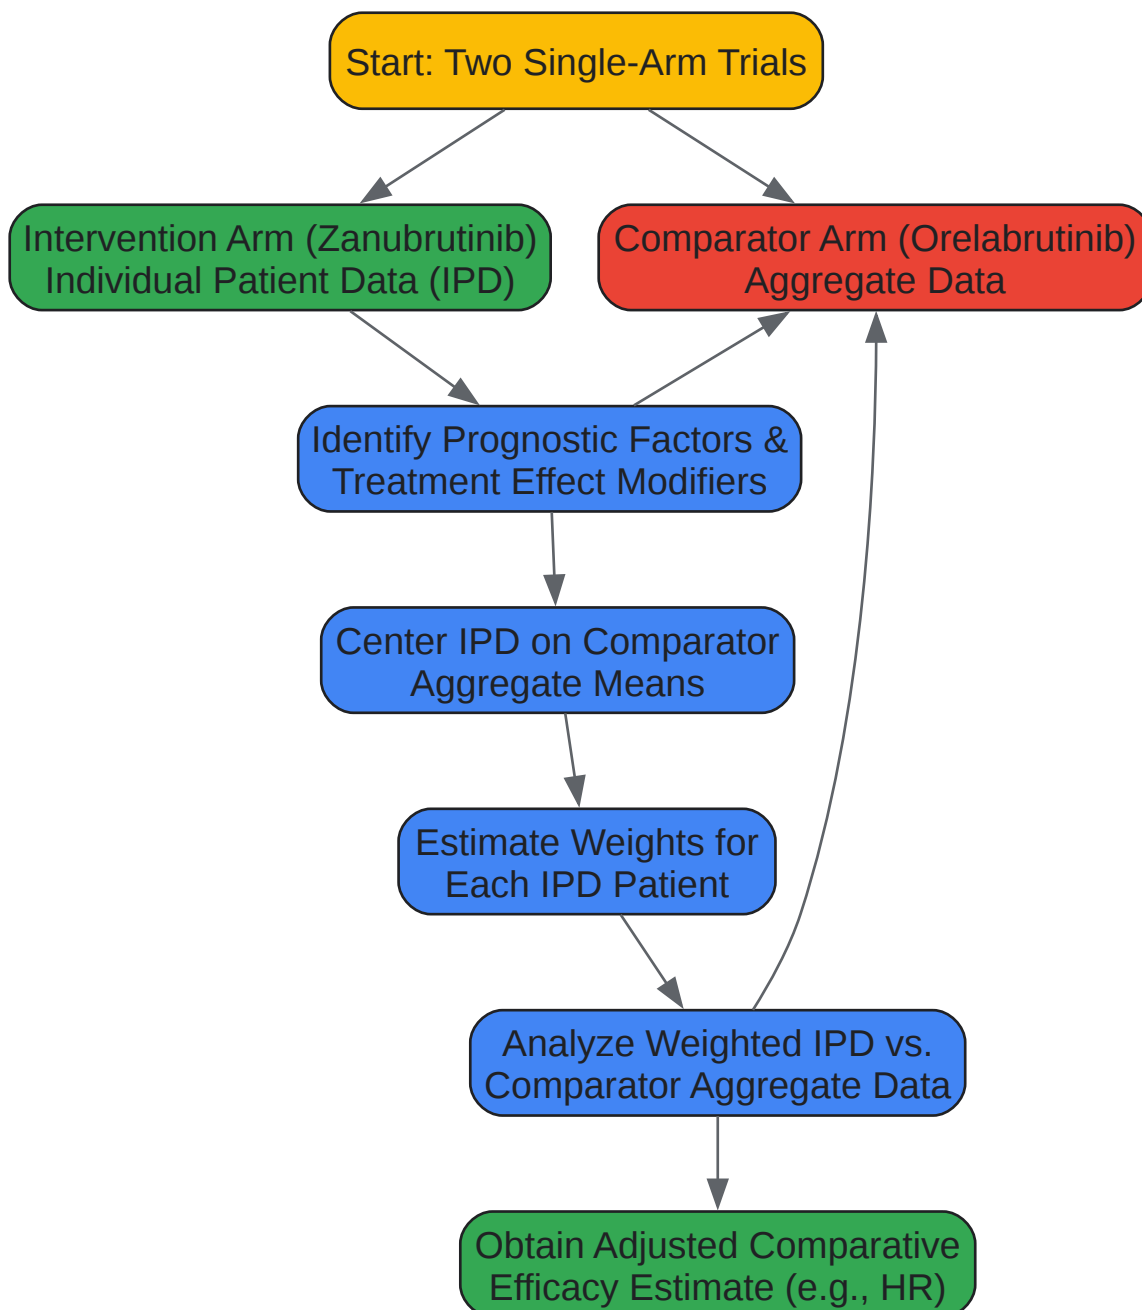 Start: Two Single-Arm Trials
Intervention Arm (Zanubrutinib)
Individual Patient Data (IPD)
Comparator Arm (Orelabrutinib)
Aggregate Data
Identify Prognostic Factors &
Treatment Effect Modifiers
Center IPD on Comparator
Aggregate Means
Estimate Weights for
Each IPD Patient
Analyze Weighted IPD vs.
Comparator Aggregate Data
Obtain Adjusted Comparative
Efficacy Estimate (e.g., HR)